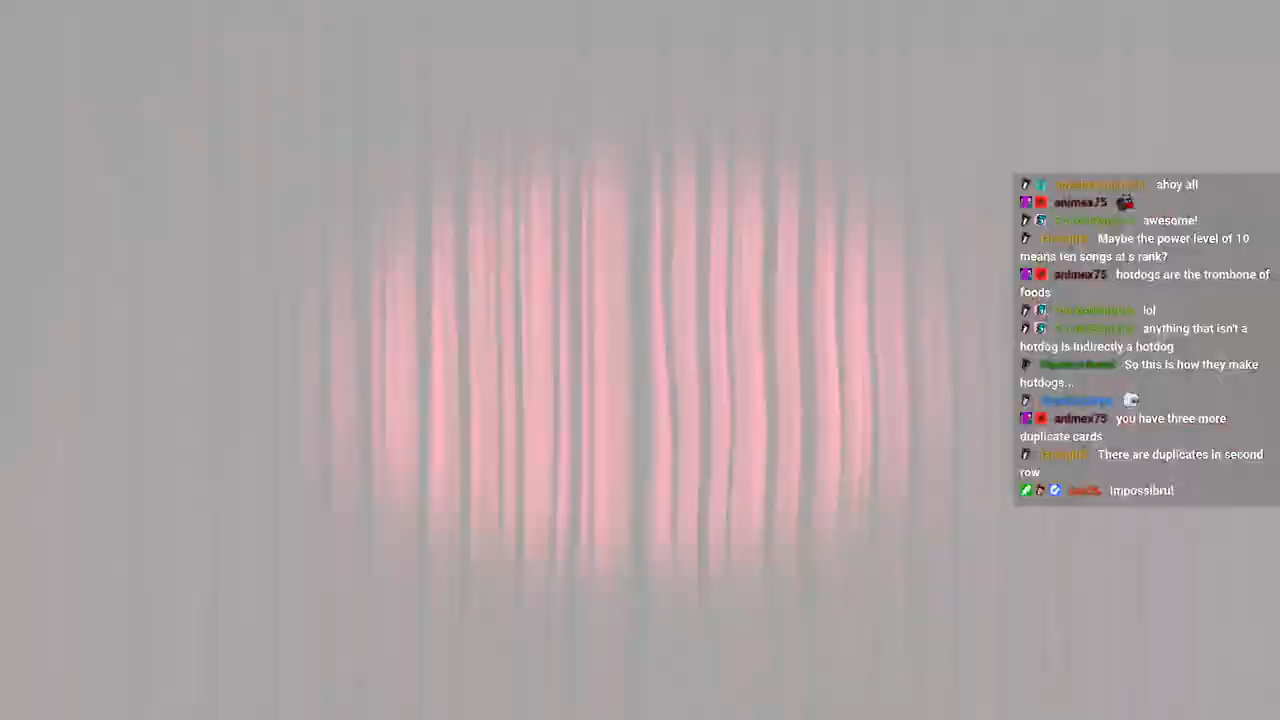 ahoy all
animex75
awesome!
Maybe the power level of 10
means ten songs at s rank?
animex75 hotdogs are the trombone of
foods
lol
anything that isn't a
hotdog is indirectly a hotdog
So this is how they make
hotdogs...
animex75 you have three more
duplicate cards
There are duplicates in second
row
Impossibru!